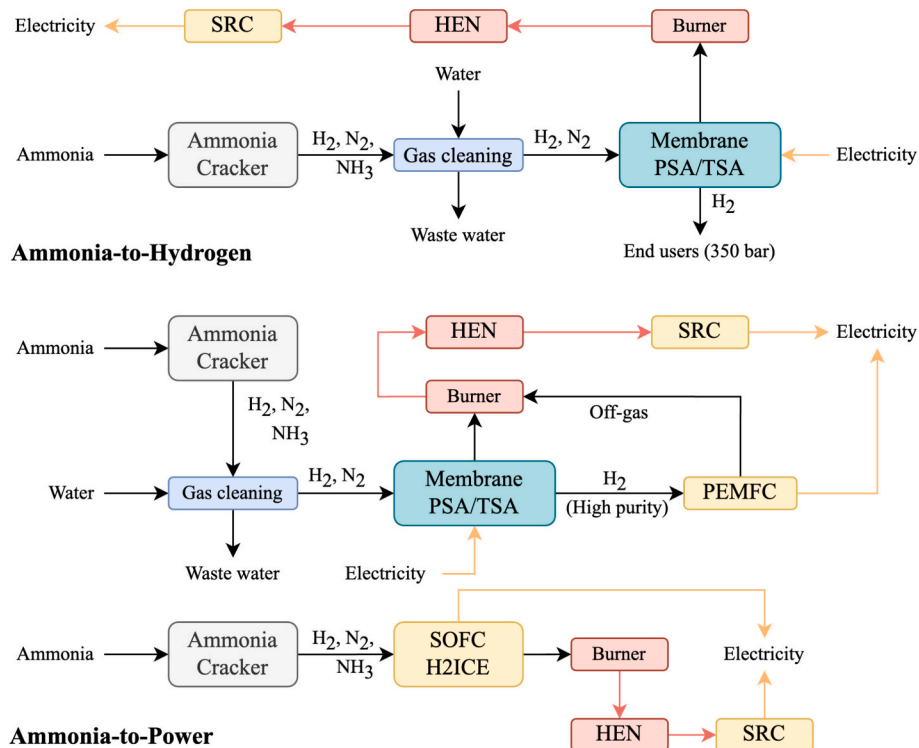 Electricity
SRC
HEN
Burner
Water
Ammonia
Ammonia
Cracker
H2, N2,
NH3
Gas cleaning
H2, N2
Membrane
PSA/TSA
Electricity
H2
Waste water
End users (350 bar)
Ammonia-to-Hydrogen
Ammonia
Ammonia
Cracker
HEN
SRC
Electricity
H2, N2,
NH3
Burner
Off-gas
Water
Gas cleaning
H2, N2
Membrane
PSA/TSA
H2
(High purity)
PEMFC
Waste water
Electricity
Ammonia
Ammonia
Cracker
H2, N2,
NH3
SOFC
H2ICE
Burner
Electricity
HEN
SRC
Ammonia-to-Power